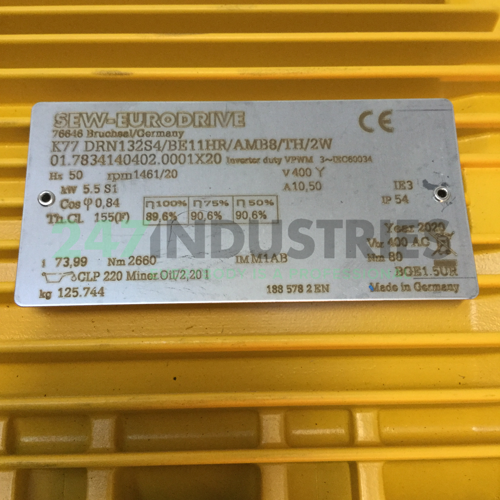 SEW-EURODRIVE
CE
76646 Bruchsal/Germany
K77 DRN132S4/BE11HR/AMB8/TH/2W
01.7834140402.0001X20 Inverter duty VPWM 3~IEC60034
Hz 50 rpm 1461/20 V 400 Y
kW 5.5 S1 A 10,50 IE3
Cos φ 0,84 η100% η 75% η 50% IP 54
Th.CL 155(F) 89,6% 90,6% 90,6% Year 2020
247INDUSTRIES
VBR 400 AC
i 73,99 Nm 2660 IM M1AB Nm 80
CLP 220 Miner.Oil/2,20 l BGE1.5UR
kg 125.744 188 578 2 EN Made in Germany